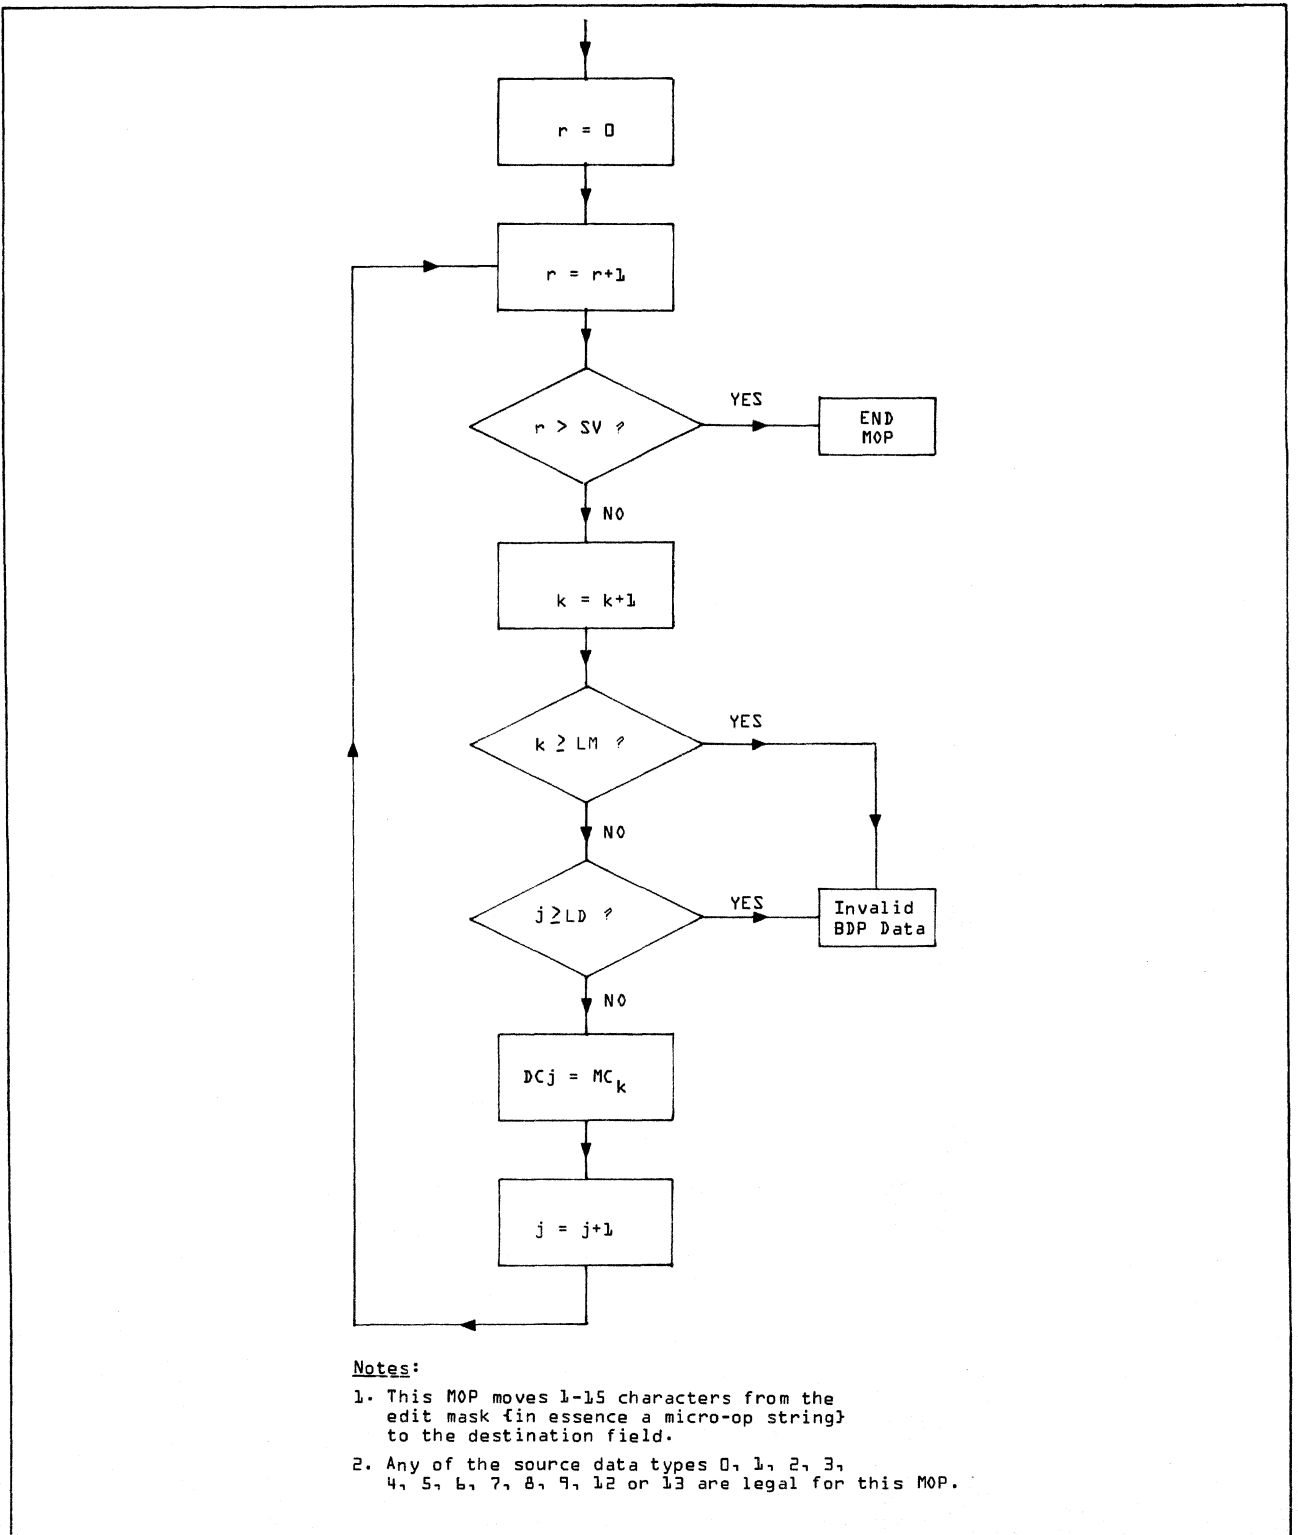 r = 0
r = r+1
r > SV ?
YES
END
MOP
NO
k = k+1
k ≥ LM ?
YES
NO
j≥LD ?
YES
Invalid
BDP Data
NO
DCj = MCk
j = j+1
Notes:
1. This MOP moves 1-15 characters from the
edit mask {in essence a micro-op string}
to the destination field.
2. Any of the source data types 0, 1, 2, 3,
4, 5, 6, 7, 8, 9, 12 or 13 are legal for this MOP.